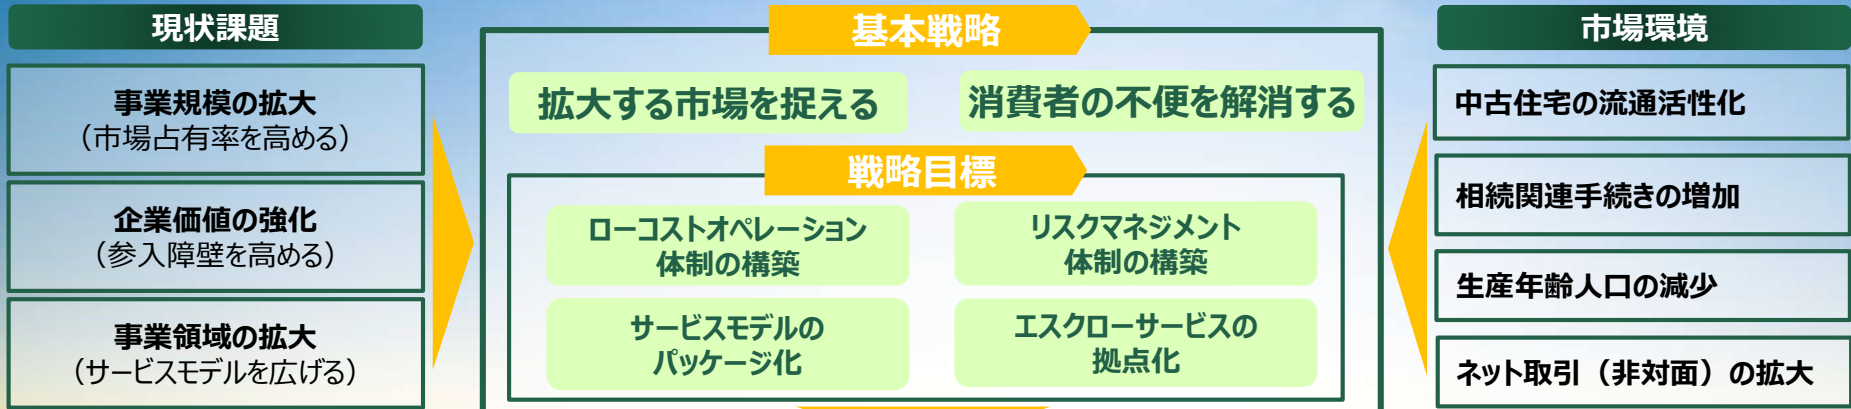 現状課題
事業規模の拡大
（市場占有率を高める）
企業価値の強化
（参入障壁を高める）
事業領域の拡大
（サービスモデルを広げる）
基本戦略
拡大する市場を捉える
消費者の不便を解消する
戦略目標
ローコストオペレーション
体制の構築
リスクマネジメント
体制の構築
サービスモデルの
パッケージ化
エスクローサービスの
拠点化
市場環境
中古住宅の流通活性化
相続関連手続きの増加
生産年齢人口の減少
ネット取引（非対面）の拡大